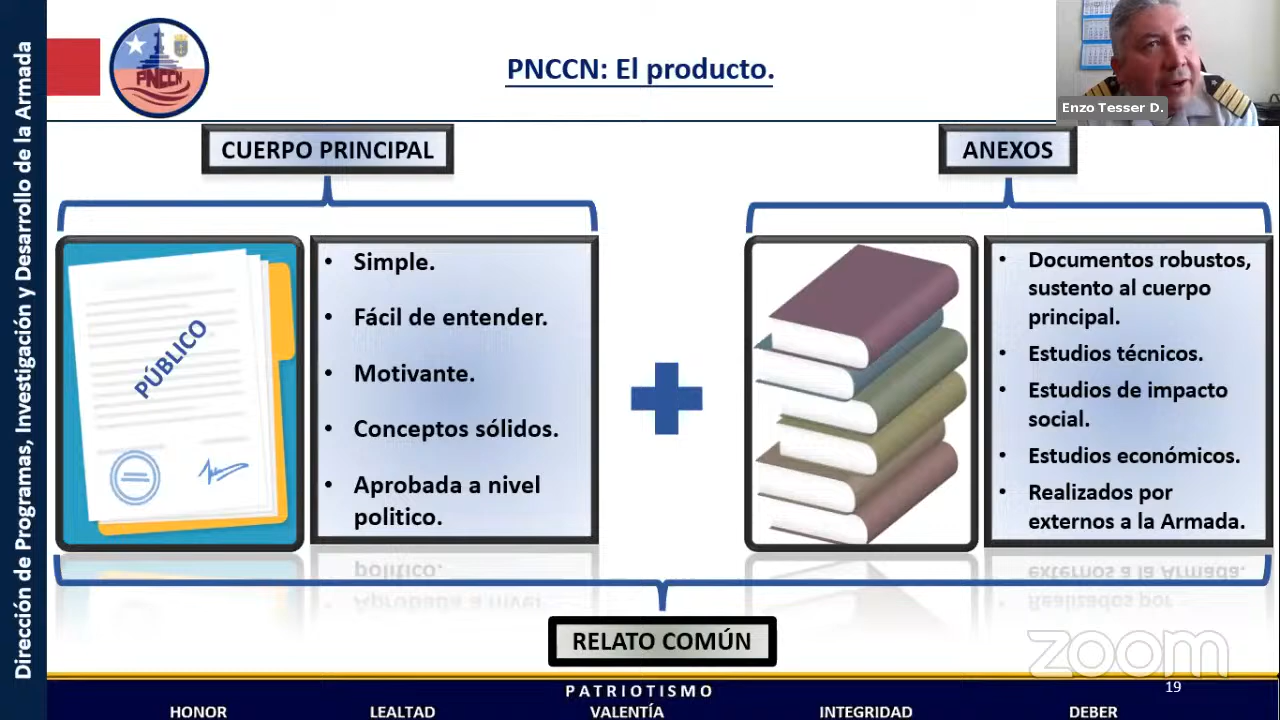 Dirección de Programas, Investigación y Desarrollo de la Armada
PNCCN
PNCCN: El producto.
Enzo Tesser D.
CUERPO PRINCIPAL
PÚBLICO
• Simple.
• Fácil de entender.
• Motivante.
• Conceptos sólidos.
• Aprobada a nivel
politico.
ANEXOS
• Documentos robustos,
sustento al cuerpo
principal.
• Estudios técnicos.
• Estudios de impacto
social.
• Estudios económicos.
• Realizados por
externos a la Armada.
RELATO COMÚN
zoom
19
PATRIOTISMO
HONOR LEALTAD VALENTÍA INTEGRIDAD DEBER